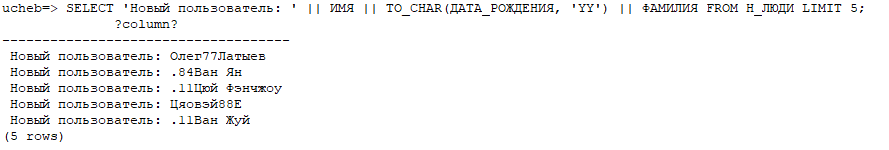 ucheb=> SELECT 'Новый пользователь: ' || ИМЯ || TO_CHAR(ДАТА_РОЖДЕНИЯ, 'YY') || ФАМИЛИЯ FROM Н_ЛЮДИ LIMIT 5;
?column?
------------------------------------
Новый пользователь: Олег77Латыев
Новый пользователь: .84Ван Ян
Новый пользователь: .11Цюй Фэнчжоу
Новый пользователь: Цяовэй88Е
Новый пользователь: .11Ван Жуй
(5 rows)